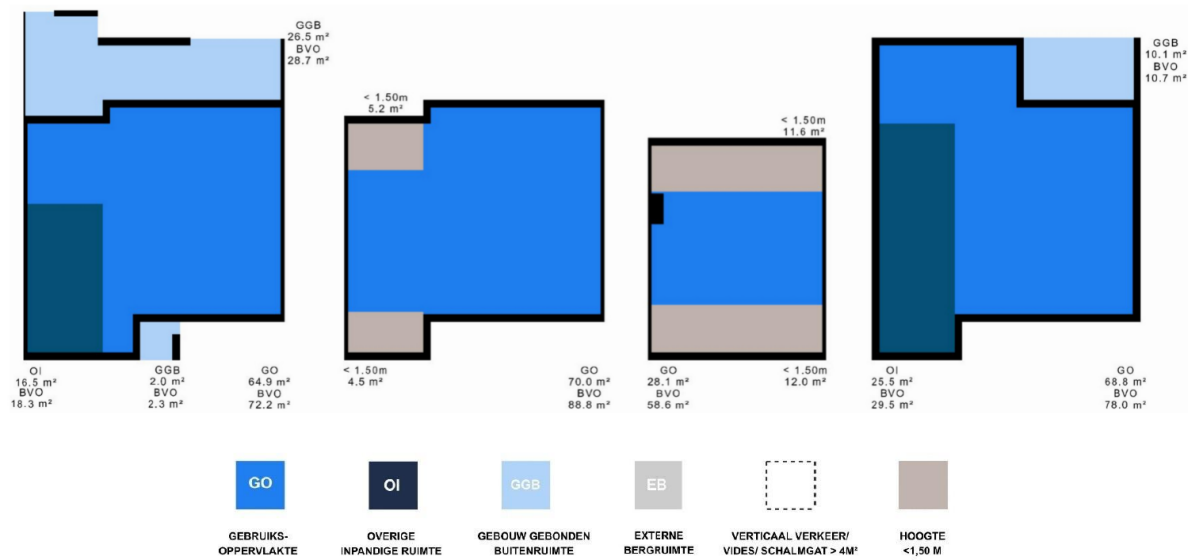 GGB
26.5 m²
BVO
28.7 m²
< 1.50m
5.2 m²
< 1.50m
11.6 m²
GGB
10.1 m²
BVO
10.7 m²
OI
16.5 m²
BVO
18.3 m²
GGB
2.0 m²
BVO
2.3 m²
GO
64.9 m²
BVO
72.2 m²
< 1.50m
4.5 m²
GO
70.0 m²
BVO
88.8 m²
GO
28.1 m²
BVO
58.6 m²
< 1.50m
12.0 m²
OI
25.5 m²
BVO
29.5 m²
GO
68.8 m²
BVO
78.0 m²
GO
GEBRUIKS-
OPPERVLAKTE
OI
OVERIGE
INPANDIGE RUIMTE
GGB
GEBOUW GEBONDEN
BUITENRUIMTE
EB
EXTERNE
BERGRUIMTE
VERTICAAL VERKEER/
VIDES/ SCHALMGAT > 4M²
HOOGTE
<1,50 M